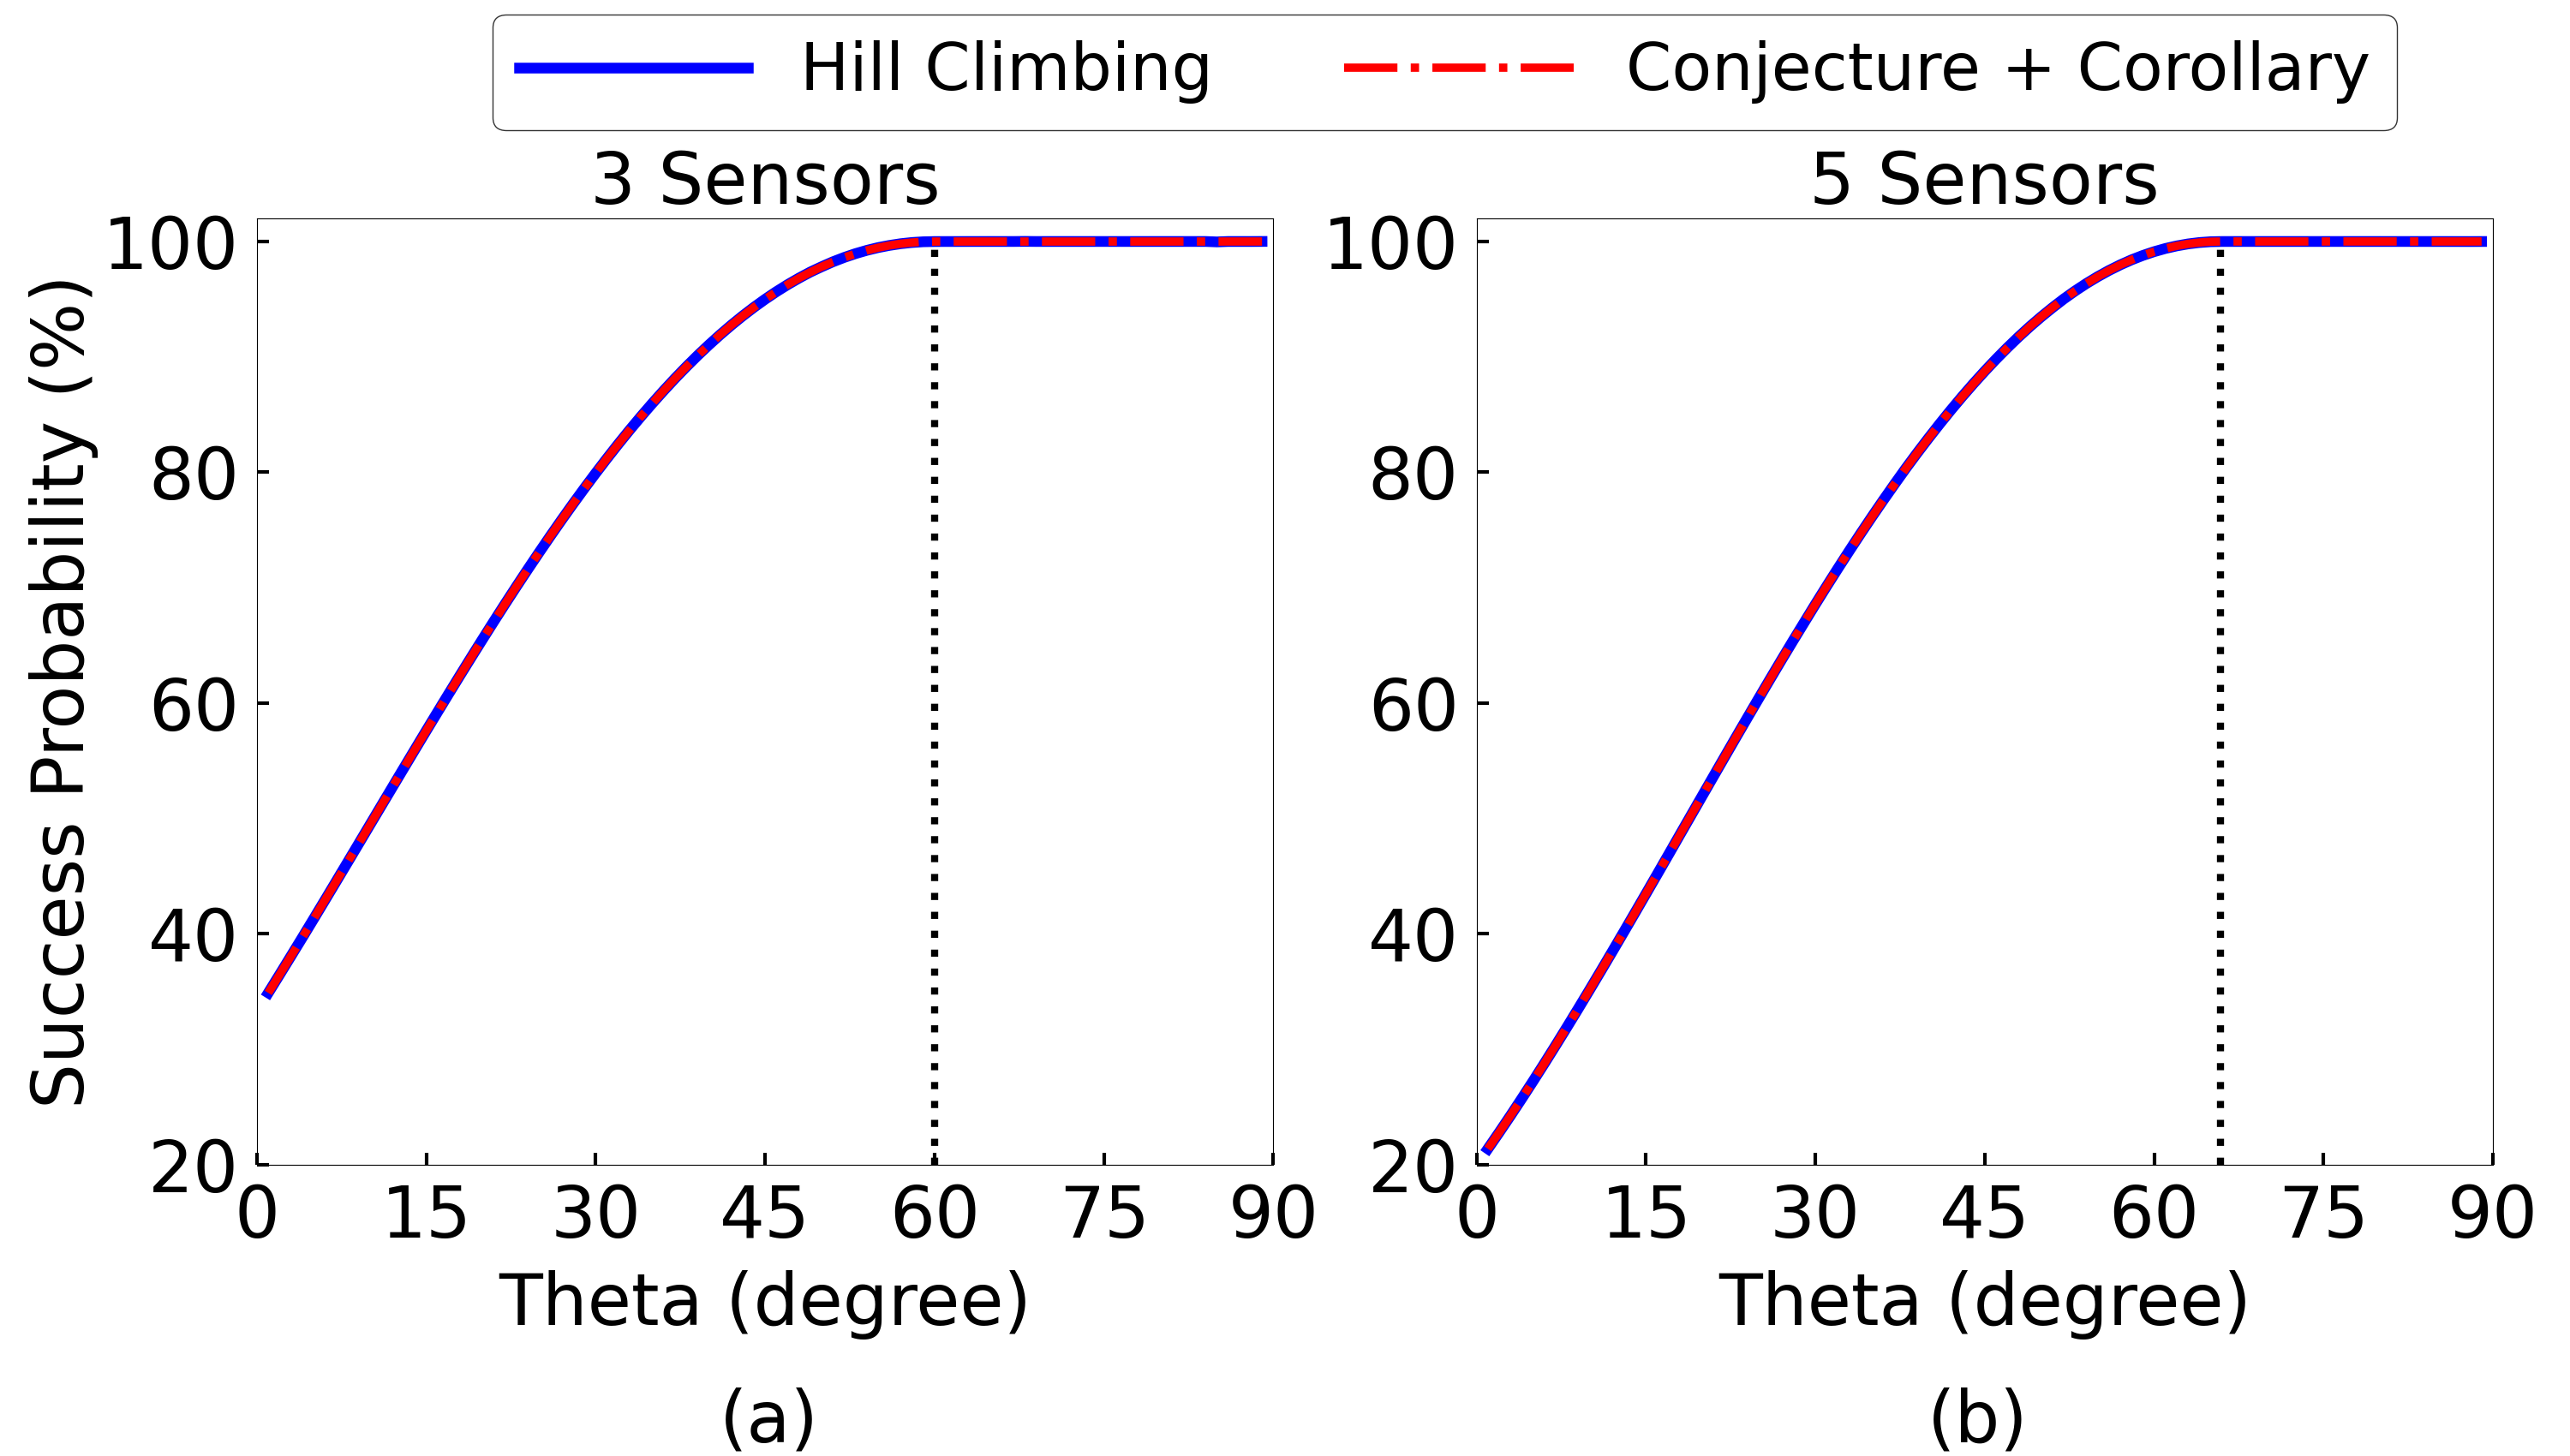 Hill Climbing
Conjecture + Corollary
3 Sensors
5 Sensors
Success Probability (%)
100
80
60
40
20
0 15 30 45 60 75 90
Theta (degree)
(a)
100
80
60
40
20
0 15 30 45 60 75 90
Theta (degree)
(b)